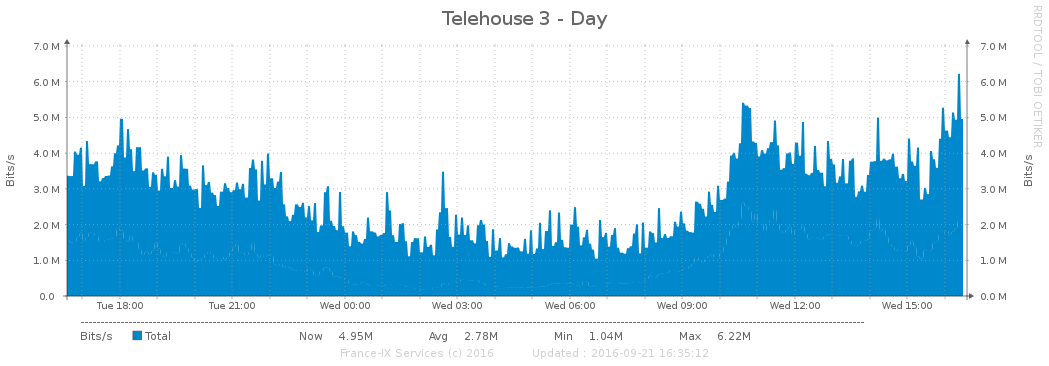 Telehouse 3 - Day
RRDTOOL / TOBI OETIKER
7.0 M 7.0 M
6.0 M 6.0 M
5.0 M 5.0 M
4.0 M 4.0 M
3.0 M 3.0 M
2.0 M 2.0 M
1.0 M 1.0 M
0.0 0.0 M
Bits/s Bits/s
Tue 18:00 Tue 21:00 Wed 00:00 Wed 03:00 Wed 06:00 Wed 09:00 Wed 12:00 Wed 15:00
Bits/s Total Now 4.95M Avg 2.78M Min 1.04M Max 6.22M
France-IX Services (c) 2016 Updated : 2016-09-21 16:35:12